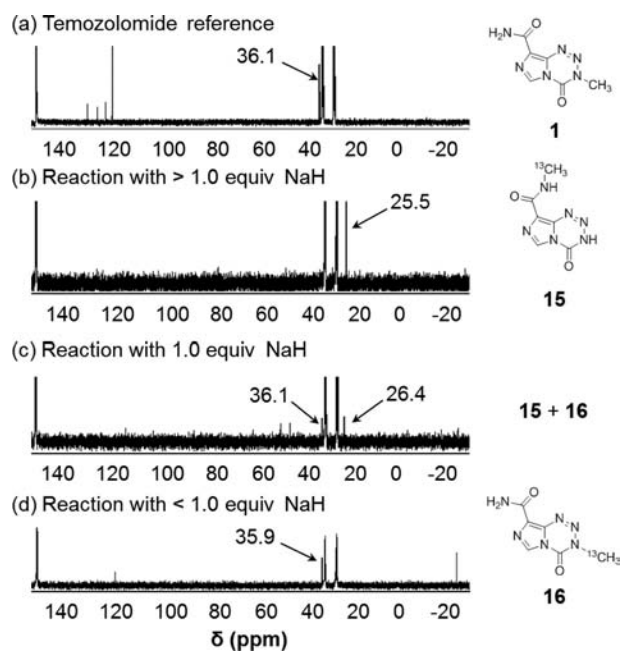 (a) Temozolomide reference
36.1
140 120 100 80 60 40 20 0 -20
H₂N O
N N
N
N N CH₃
O
1
(b) Reaction with > 1.0 equiv NaH
25.5
140 120 100 80 60 40 20 0 -20
¹³CH₃
O NH
N N
N
N NH
O
15
(c) Reaction with 1.0 equiv NaH
36.1 26.4
140 120 100 80 60 40 20 0 -20
15 + 16
(d) Reaction with < 1.0 equiv NaH
35.9
140 120 100 80 60 40 20 0 -20
δ (ppm)
H₂N O
N N
N
N N ¹³CH₃
O
16